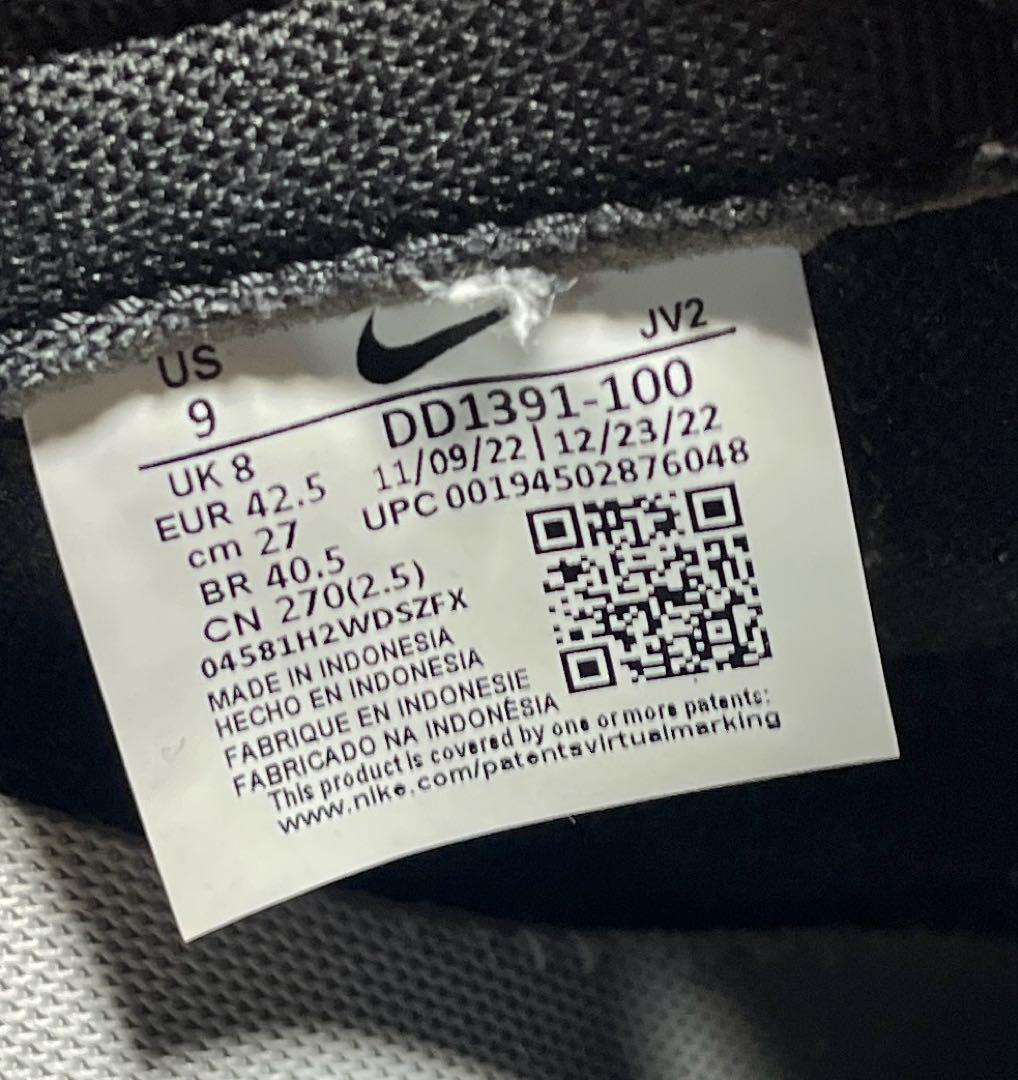 US JV2
9 DD1391-100
UK 8 11/09/22 | 12/23/22
EUR 42.5 UPC 00194502876048
cm 27
BR 40.5
CN 270(2.5)
04581H2WDSZFX
MADE IN INDONESIA
HECHO EN INDONESIA
FABRIQUE EN INDONESIE
FABRICADO NA INDONÉSIA
This product is covered by one or more patents:
www.nike.com/patentsvirtualmarking